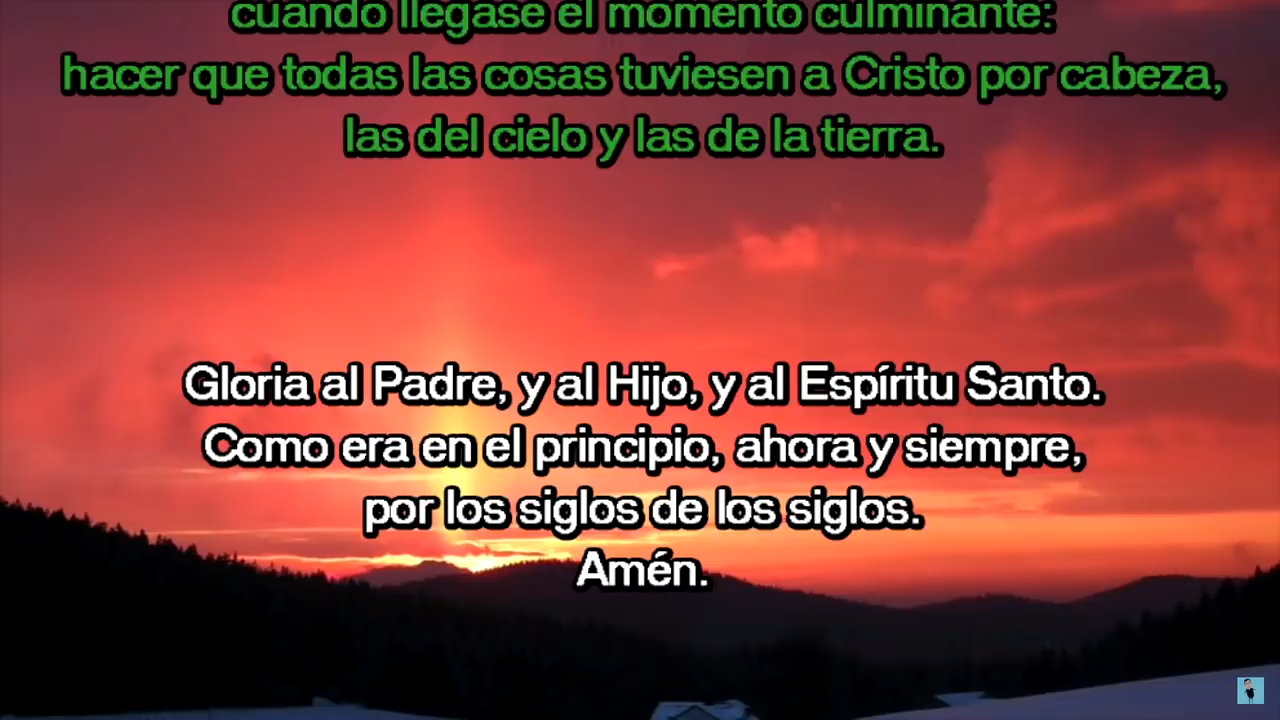 cuando llegase el momento culminante:
hacer que todas las cosas tuviesen a Cristo por cabeza,
las del cielo y las de la tierra.
Gloria al Padre, y al Hijo, y al Espíritu Santo.
Como era en el principio, ahora y siempre,
por los siglos de los siglos.
Amén.